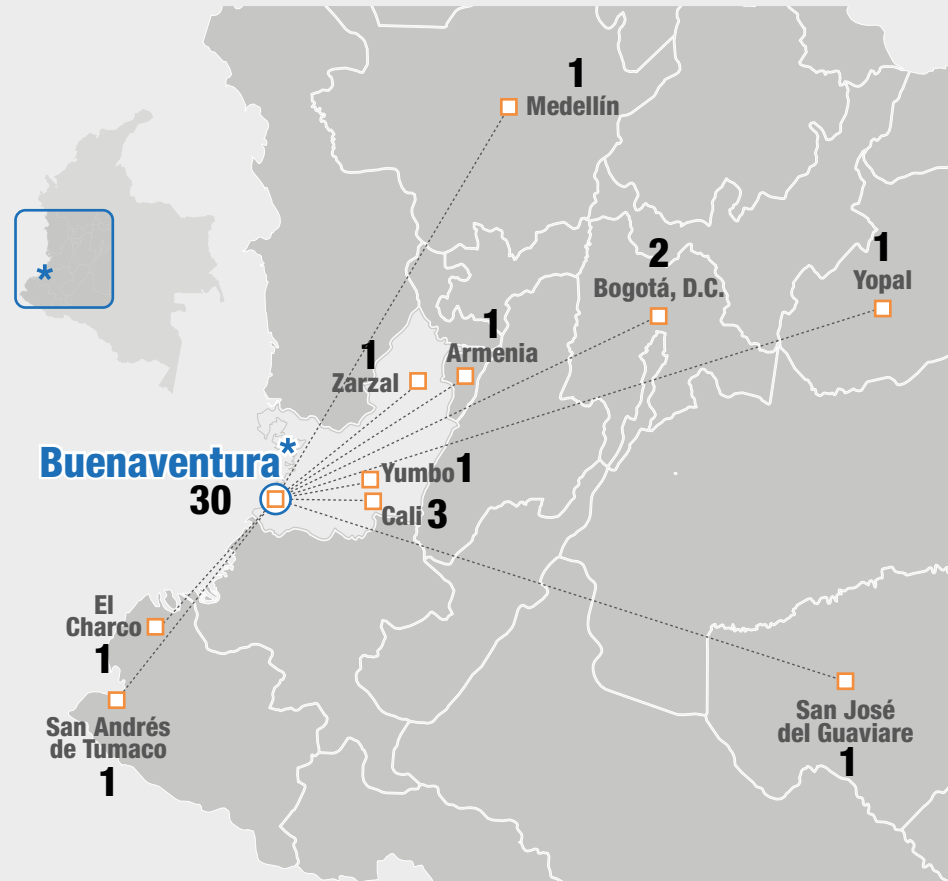 1
Medellín
2
Bogotá, D.C.
1
Yopal
1
Armenia
1
Zarzal
*
Buenaventura*
30
Yumbo 1
Cali 3
El
Charco
1
San Andrés
de Tumaco
1
San José
del Guaviare
1